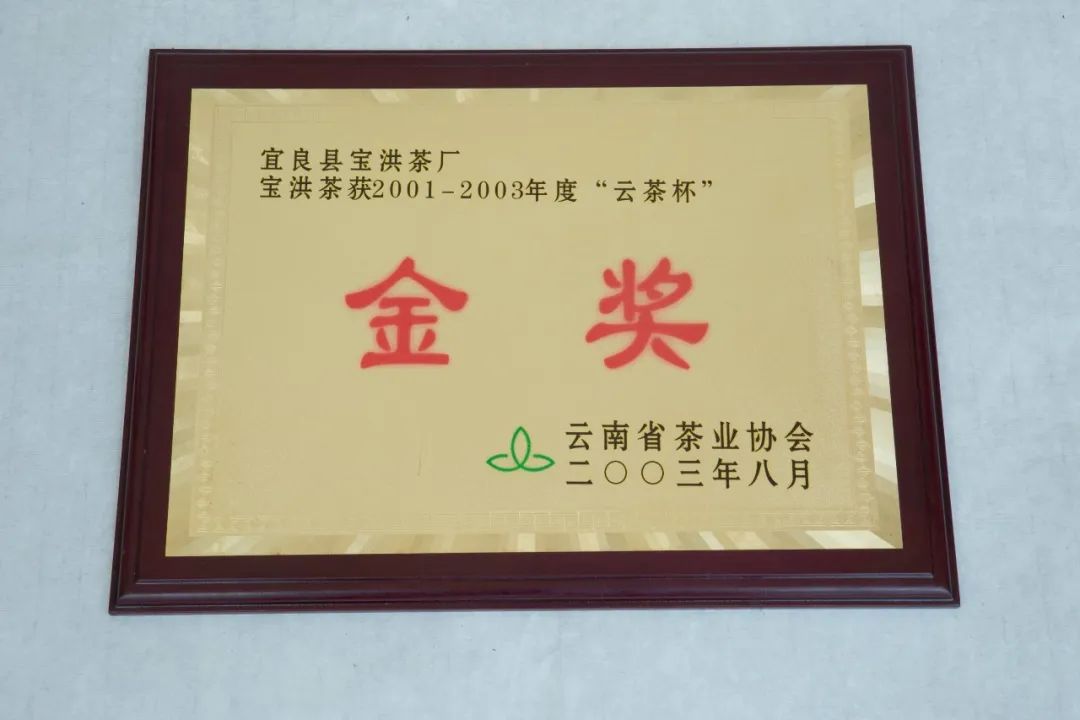 宜良县宝洪茶厂
宝洪茶获2001-2003年度“云茶杯”
金奖
云南省茶业协会
二〇〇三年八月